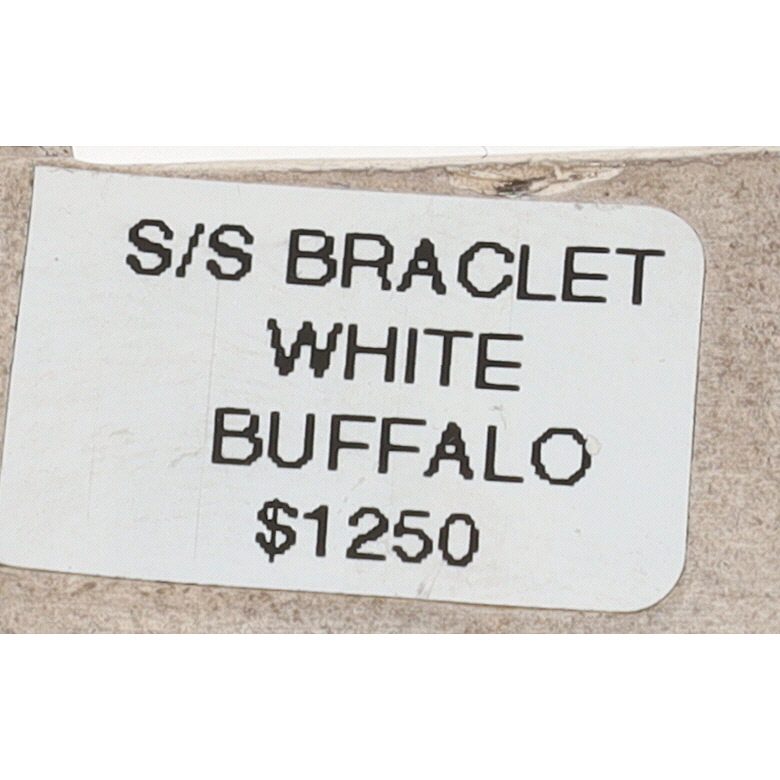 S/S BRACLET
WHITE
BUFFALO
$1250